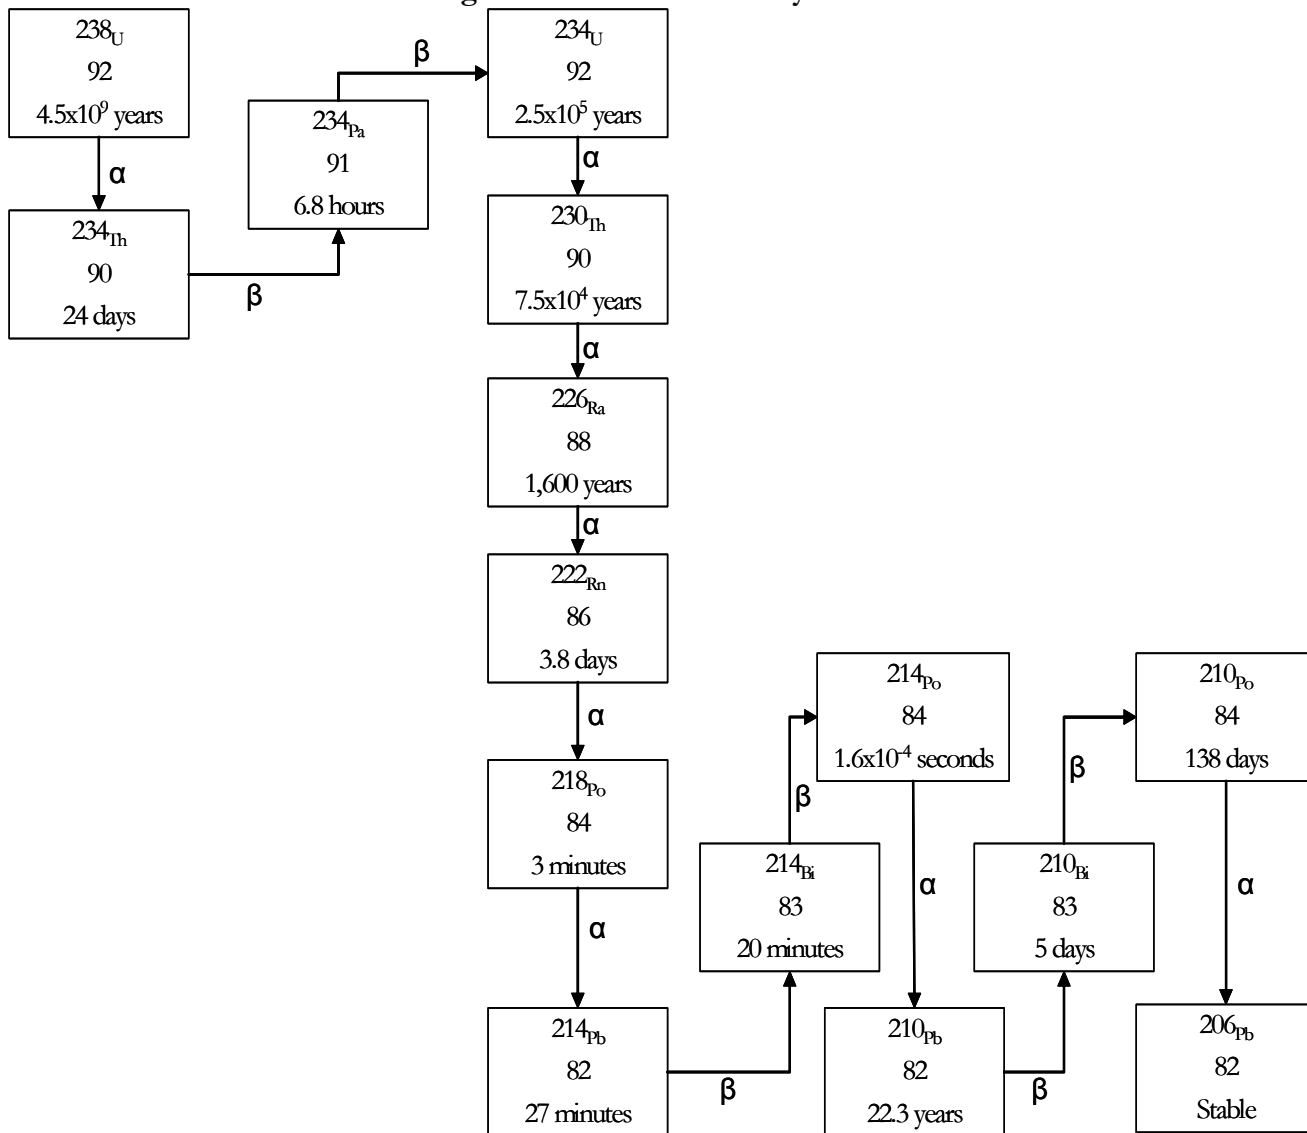 238U
92
4.5x10⁹ years
α
234Th
90
24 days
β
234Pa
91
6.8 hours
β
234U
92
2.5x10⁵ years
α
230Th
90
7.5x10⁴ years
α
226Ra
88
1,600 years
α
222Rn
86
3.8 days
α
218Po
84
3 minutes
α
214Pb
82
27 minutes
β
214Bi
83
20 minutes
β
214Po
84
1.6x10⁻⁴ seconds
α
210Pb
82
22.3 years
β
210Bi
83
5 days
β
210Po
84
138 days
α
206Pb
82
Stable